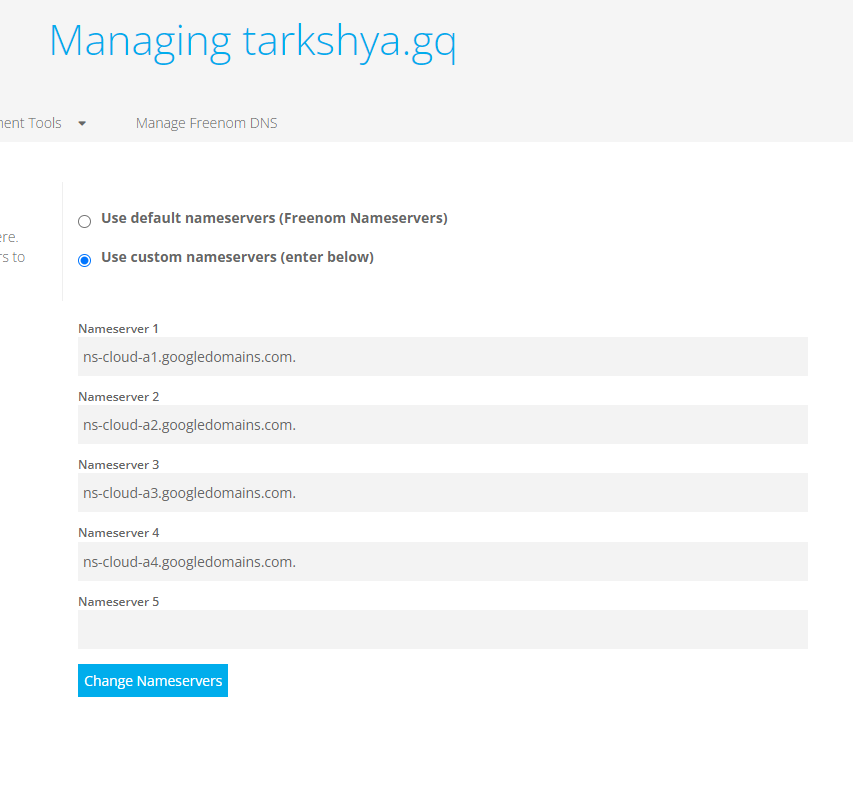 Managing tarkshya.gq
ment Tools
Manage Freenom DNS
Use default nameservers (Freenom Nameservers)
ere.
Use custom nameservers (enter below)
rs to
Nameserver 1
ns-cloud-a1.googledomains.com.
Nameserver 2
ns-cloud-a2.googledomains.com.
Nameserver 3
ns-cloud-a3.googledomains.com.
Nameserver 4
ns-cloud-a4.googledomains.com.
Nameserver 5
Change Nameservers